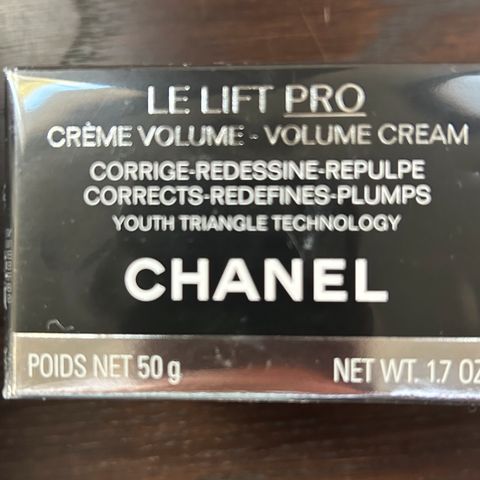 LE LIFT PRO
CRÈME VOLUME - VOLUME CREAM
CORRIGE-REDESSINE-REPULPE
CORRECTS-REDEFINES-PLUMPS
YOUTH TRIANGLE TECHNOLOGY
CHANEL
POIDS NET 50 g NET WT. 1.7 OZ